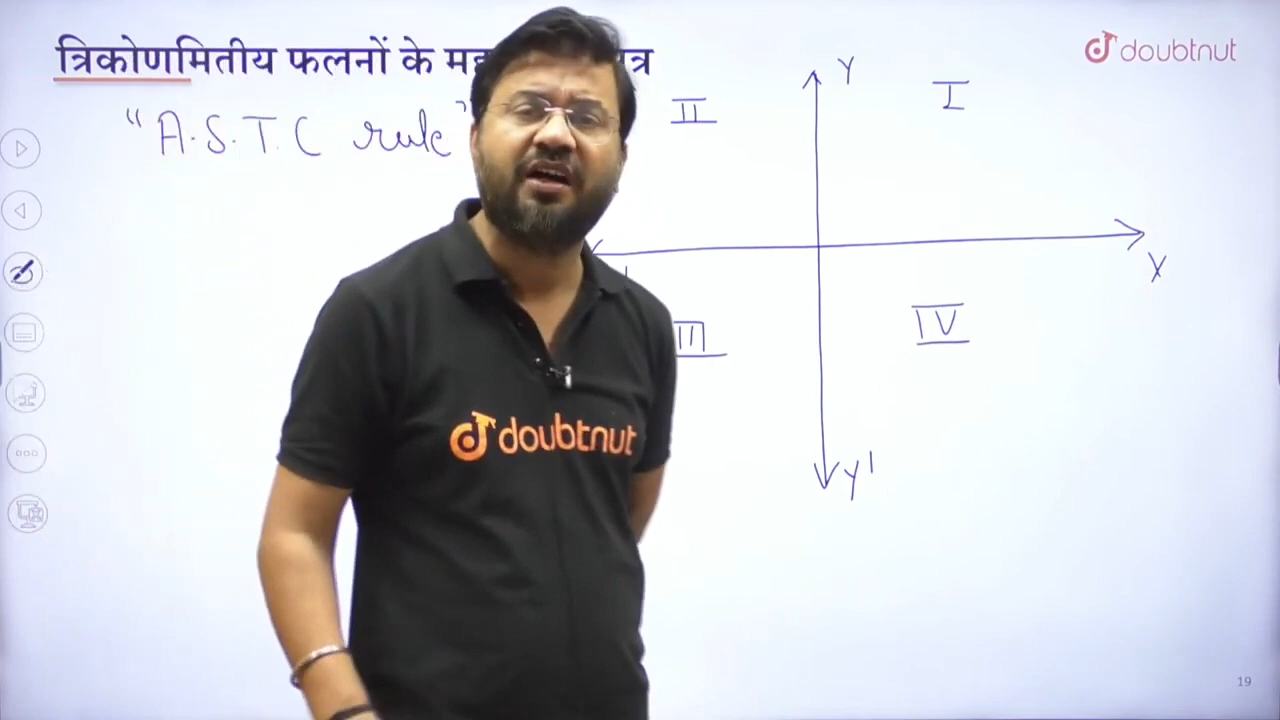 त्रिकोणमितीय फलनों के
doubtnut
"A.S.T.C rule"
II
I
Y
X
III
IV
doubtnut
Y'
19